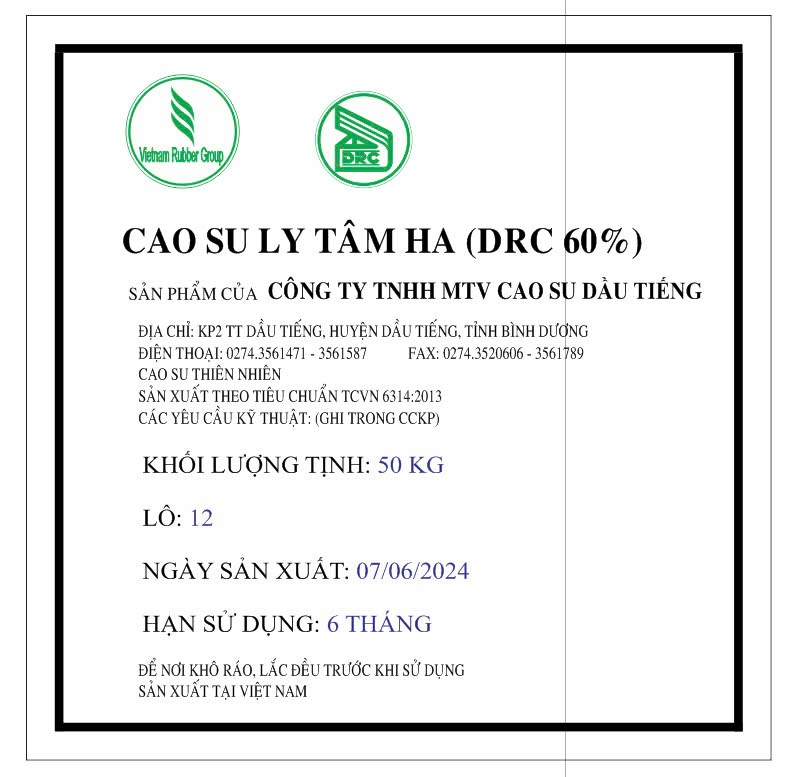 Vietnam Rubber Group
DRC
CAO SU LY TÂM HA (DRC 60%)
SẢN PHẨM CỦA CÔNG TY TNHH MTV CAO SU DẦU TIẾNG
ĐỊA CHỈ: KP2 TT DẦU TIẾNG, HUYỆN DẦU TIẾNG, TỈNH BÌNH DƯƠNG
ĐIỆN THOẠI: 0274.3561471 - 3561587 FAX: 0274.3520606 - 3561789
CAO SU THIÊN NHIÊN
SẢN XUẤT THEO TIÊU CHUẨN TCVN 6314:2013
CÁC YÊU CẦU KỸ THUẬT: (GHI TRONG CCKP)
KHỐI LƯỢNG TỊNH: 50 KG
LÔ: 12
NGÀY SẢN XUẤT: 07/06/2024
HẠN SỬ DỤNG: 6 THÁNG
ĐỂ NƠI KHÔ RÁO, LẮC ĐỀU TRƯỚC KHI SỬ DỤNG
SẢN XUẤT TẠI VIỆT NAM